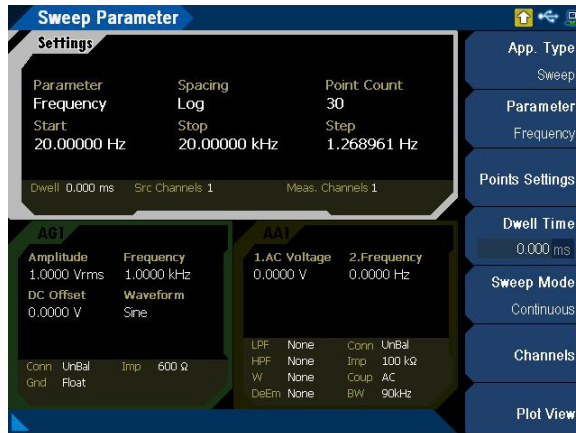 Sweep Parameter
Settings
Parameter Spacing Point Count
Frequency Log 30
Start Stop Step
20.00000 Hz 20.00000 kHz 1.268961 Hz
Dwell 0.000 ms Src Channels 1 Meas. Channels 1
AG1
Amplitude Frequency
1.0000 Vrms 1.0000 kHz
DC Offset Waveform
0.0000 V Sine
Conn UnBal Imp 600 Ω
Gnd Float
AA1
1.AC Voltage 2.Frequency
0.0000 V 0.0000 Hz
LPF None Conn UnBal
HPF None Imp 100 kΩ
W None Coup AC
DeEm None BW 90kHz
App. Type
Sweep
Parameter
Frequency
Points Settings
Dwell Time
0.000 ms
Sweep Mode
Continuous
Channels
Plot View